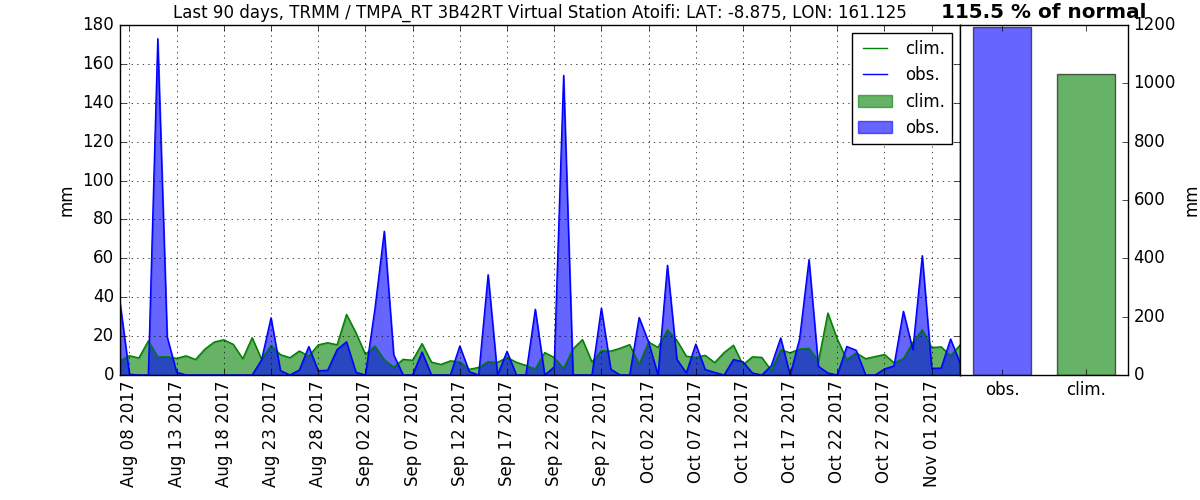 Last 90 days, TRMM / TMPA_RT 3B42RT Virtual Station Atoifi: LAT: -8.875, LON: 161.125
115.5 % of normal
180
160
140
120
100
80
60
40
20
0
mm
clim.
obs.
clim.
obs.
1200
1000
800
600
400
200
0
mm
obs.
clim.
Aug 08 2017
Aug 13 2017
Aug 18 2017
Aug 23 2017
Aug 28 2017
Sep 02 2017
Sep 07 2017
Sep 12 2017
Sep 17 2017
Sep 22 2017
Sep 27 2017
Oct 02 2017
Oct 07 2017
Oct 12 2017
Oct 17 2017
Oct 22 2017
Oct 27 2017
Nov 01 2017